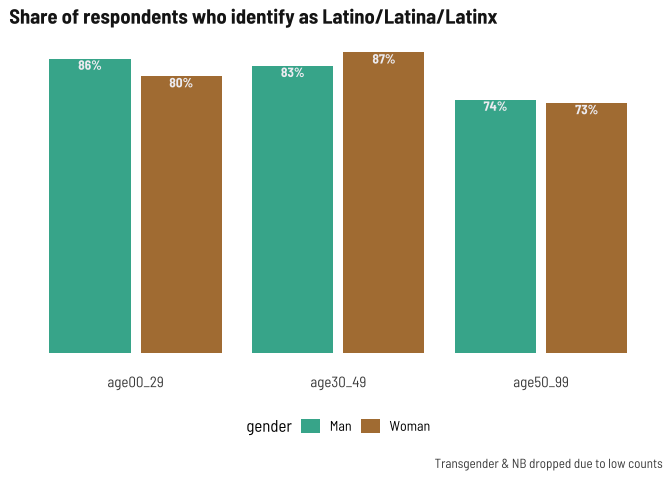 Share of respondents who identify as Latino/Latina/Latinx
86% 80% 83% 87% 74% 73%
age00_29 age30_49 age50_99
gender Man Woman
Transgender & NB dropped due to low counts